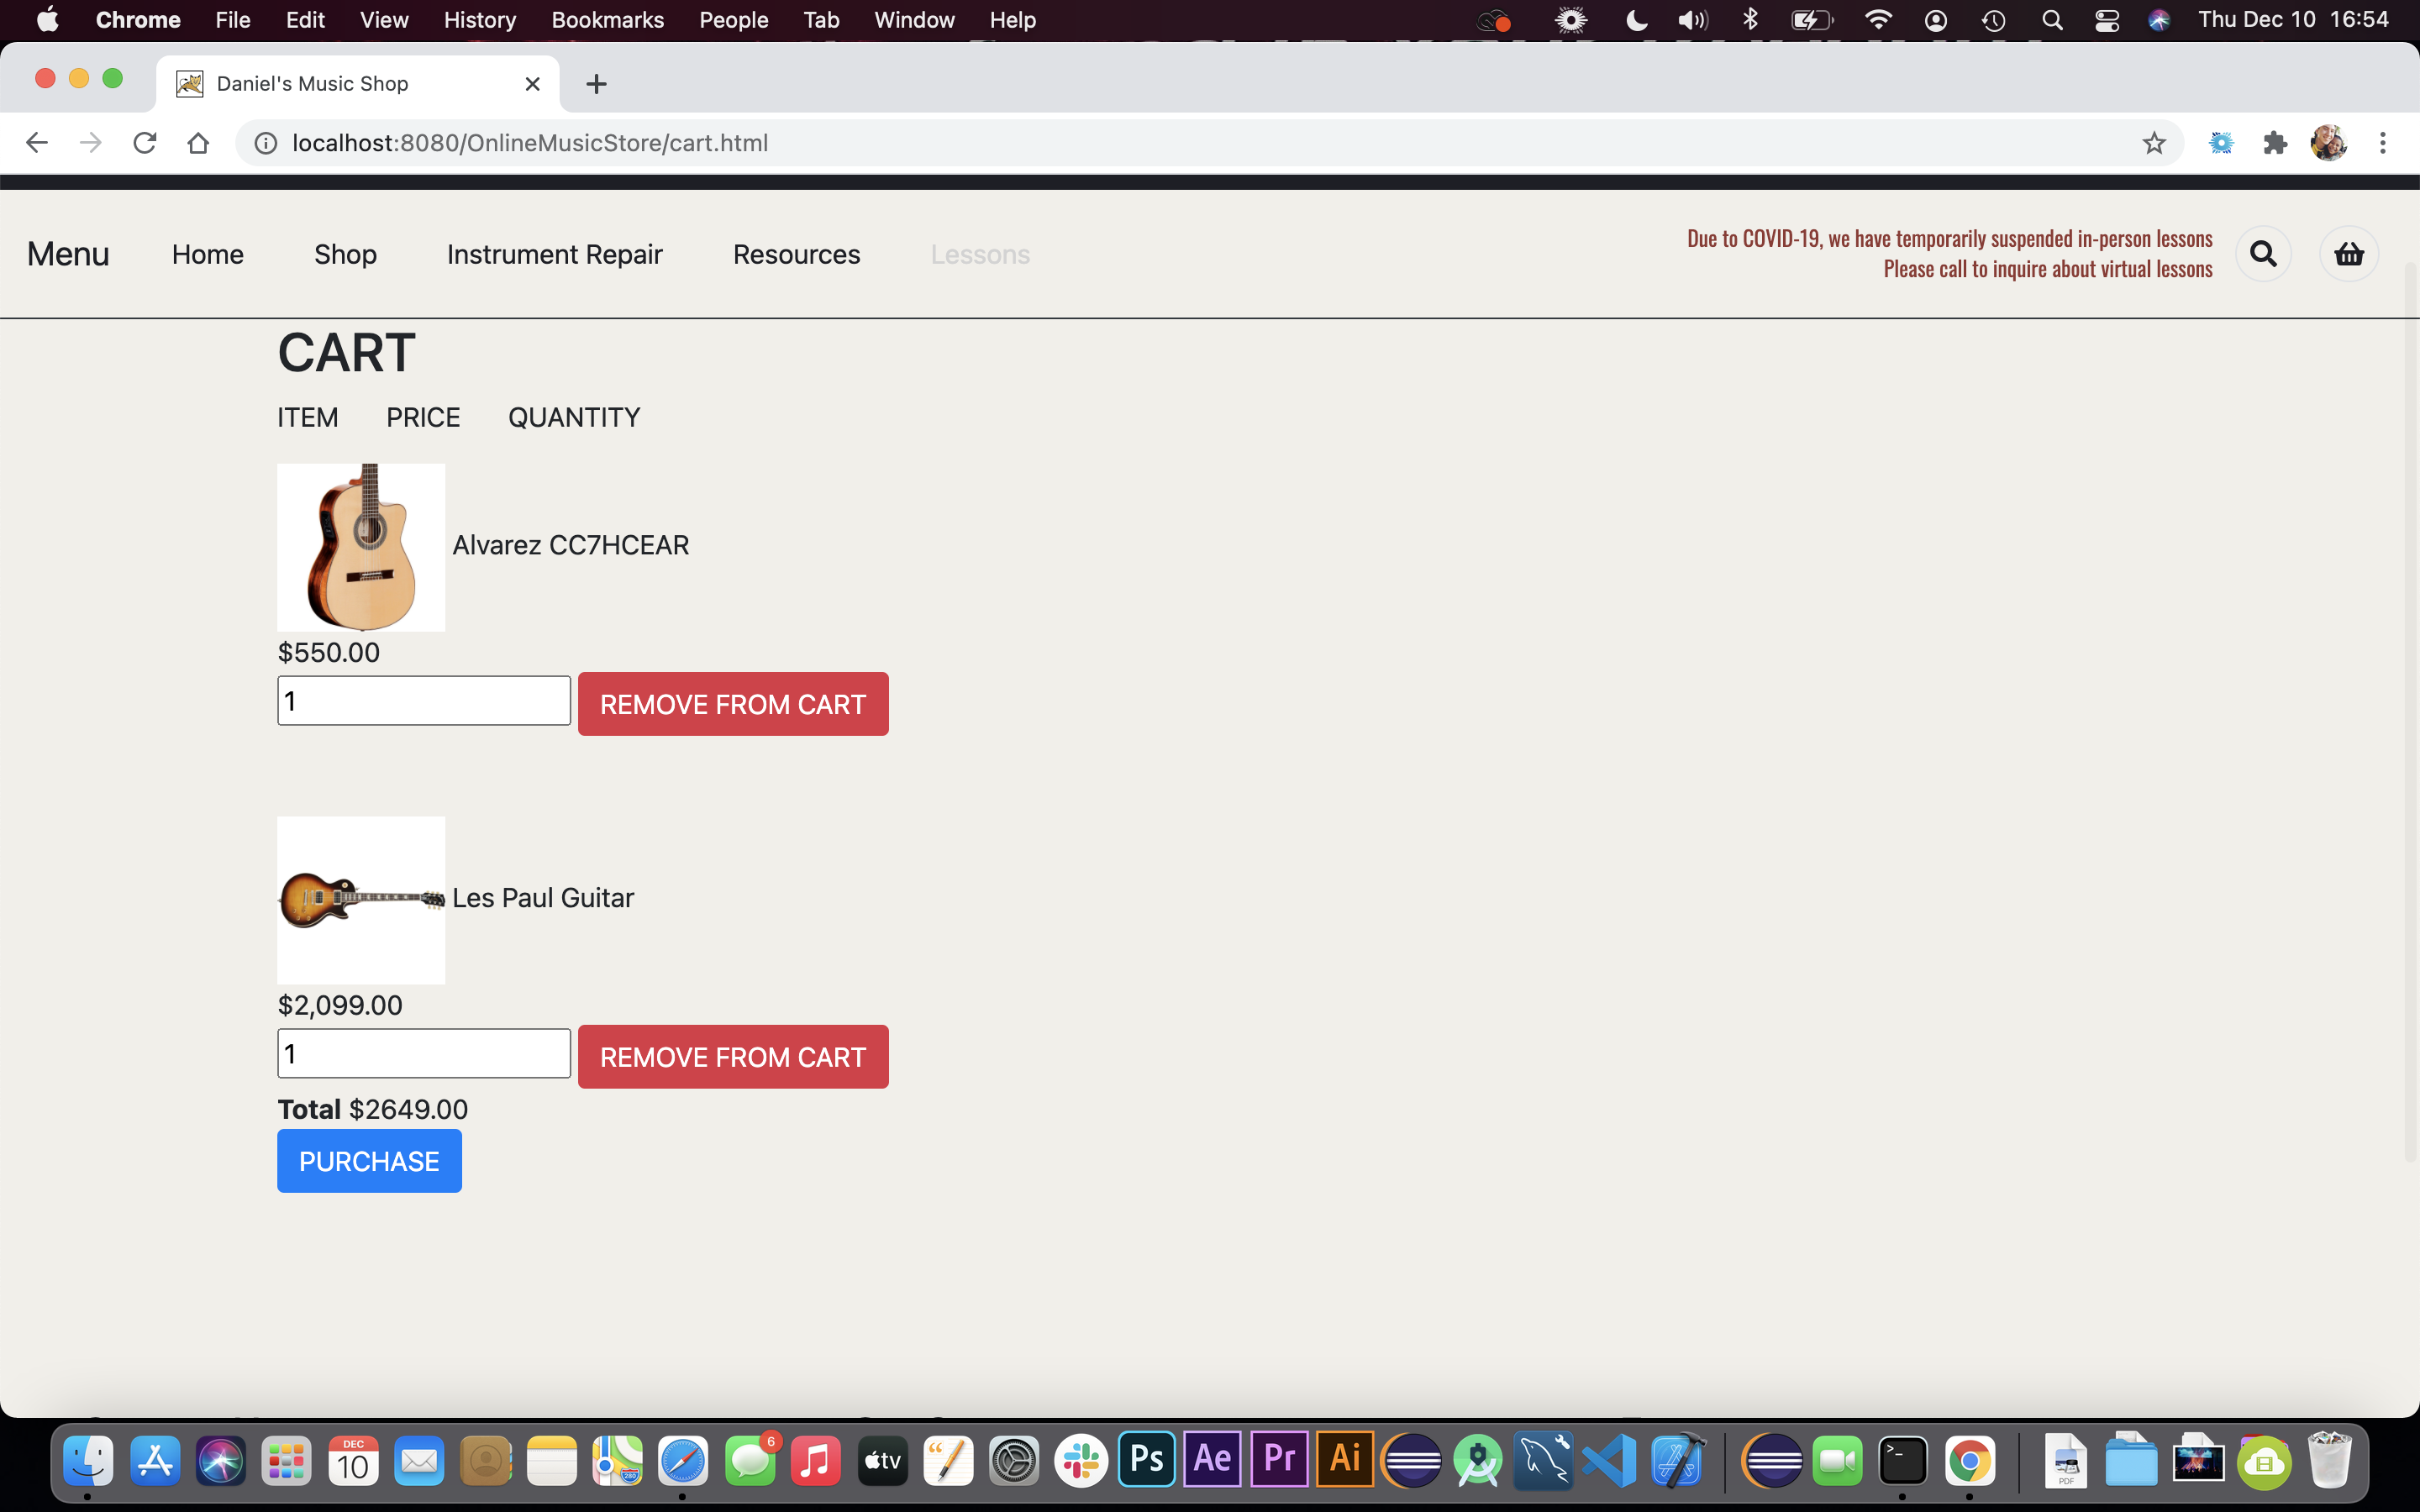 Chrome File Edit View History Bookmarks People Tab Window Help Thu Dec 10 16:54
Daniel's Music Shop
localhost:8080/OnlineMusicStore/cart.html
Menu Home Shop Instrument Repair Resources Lessons
Due to COVID-19, we have temporarily suspended in-person lessons
Please call to inquire about virtual lessons
CART
ITEM PRICE QUANTITY
Alvarez CC7HCEAR
$550.00
1 REMOVE FROM CART
Les Paul Guitar
$2,099.00
1 REMOVE FROM CART
Total $2649.00
PURCHASE
DEC
10
280
6
tv
Ps Ae Pr Ai
>_
PDF